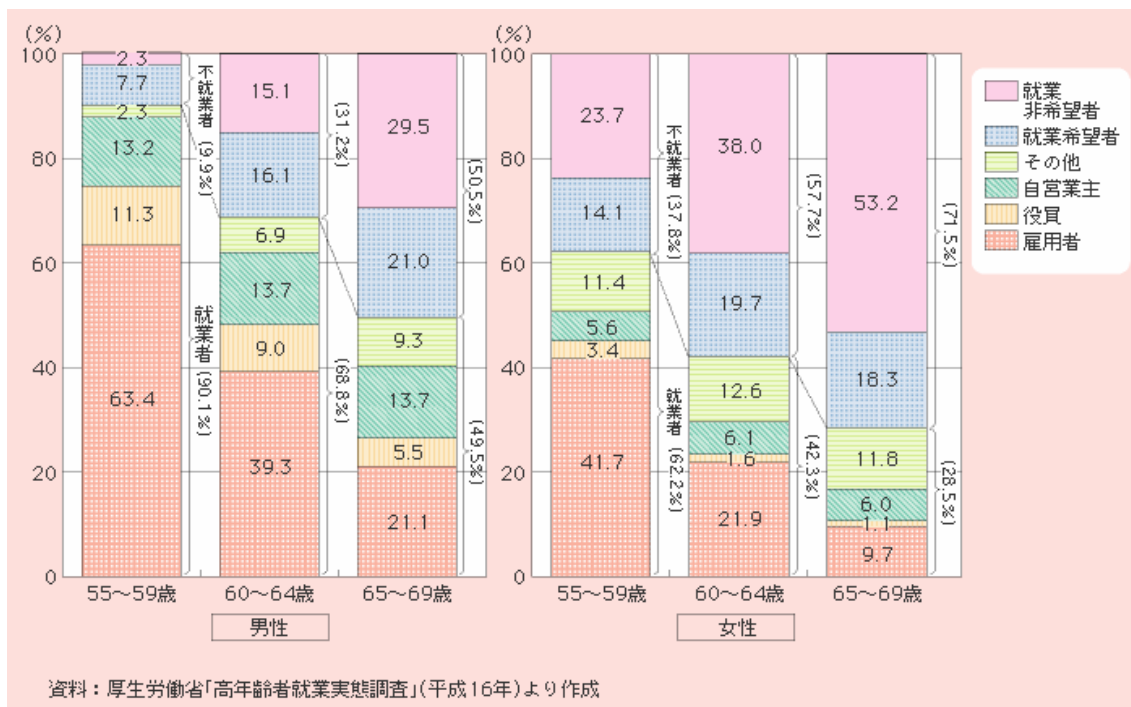 (%)
100
80
60
40
20
0
2.3
7.7
2.3
13.2
11.3
63.4
不就業者 (9.9%)
就業者 (90.1%)
15.1
16.1
6.9
13.7
9.0
39.3
(31.2%)
(68.8%)
29.5
21.0
9.3
13.7
5.5
21.1
(50.5%)
(49.5%)
55～59歳
60～64歳
65～69歳
男性
(%)
100
80
60
40
20
0
23.7
14.1
11.4
5.6
3.4
41.7
不就業者 (37.8%)
就業者 (62.2%)
38.0
19.7
12.6
6.1
1.6
21.9
(57.7%)
(42.3%)
53.2
18.3
11.8
6.0
1.1
9.7
(71.5%)
(28.5%)
55～59歳
60～64歳
65～69歳
女性
就業
非希望者
就業希望者
その他
自営業主
役員
雇用者
資料：厚生労働省「高年齢者就業実態調査」(平成16年)より作成